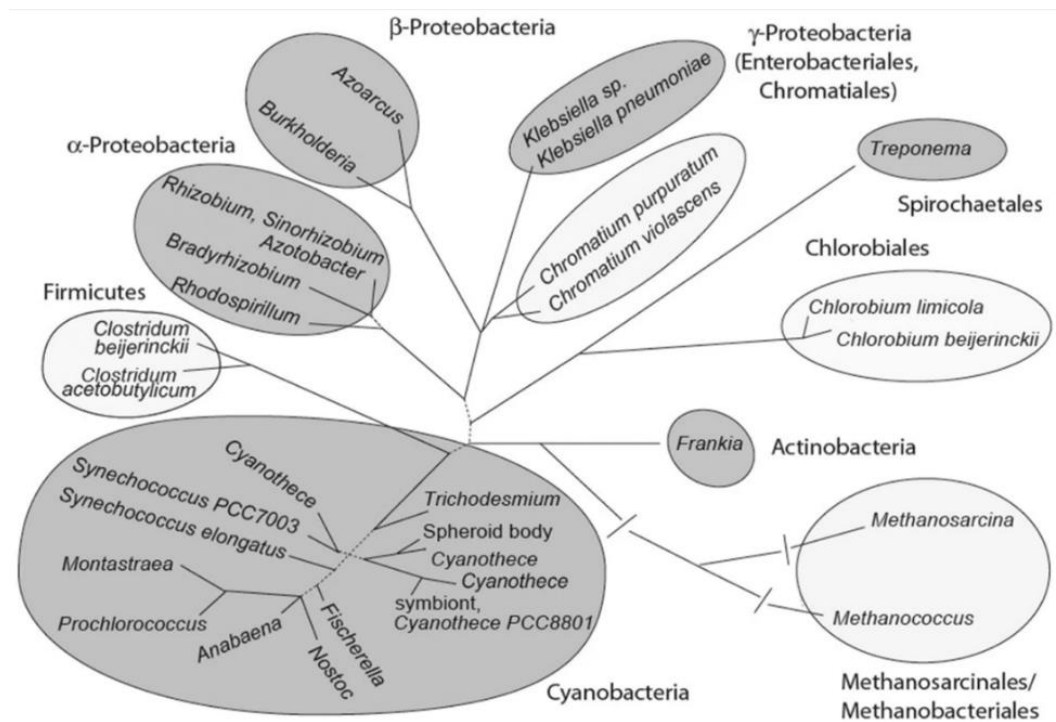 β-Proteobacteria
Azoarcus
Burkholderia
γ-Proteobacteria
(Enterobacteriales,
Chromatiales)
Klebsiella sp.
Klebsiella pneumoniae
Chromatium purpuratum
Chromatium violascens
Treponema
Spirochaetales
α-Proteobacteria
Rhizobium, Sinorhizobium
Azotobacter
Bradyrhizobium
Rhodospirillum
Chlorobiales
Chlorobium limicola
Chlorobium beijerinckii
Firmicutes
Clostridum
beijerinckii
Clostridum
acetobutylicum
Frankia
Actinobacteria
Cyanothece
Synechococcus PCC7003
Synechococcus elongatus
Trichodesmium
Spheroid body
Cyanothece
Cyanothece
symbiont,
Cyanothece PCC8801
Montastraea
Prochlorococcus
Anabaena
Nostoc
Fischerella
Cyanobacteria
Methanosarcina
Methanococcus
Methanosarcinales/
Methanobacteriales